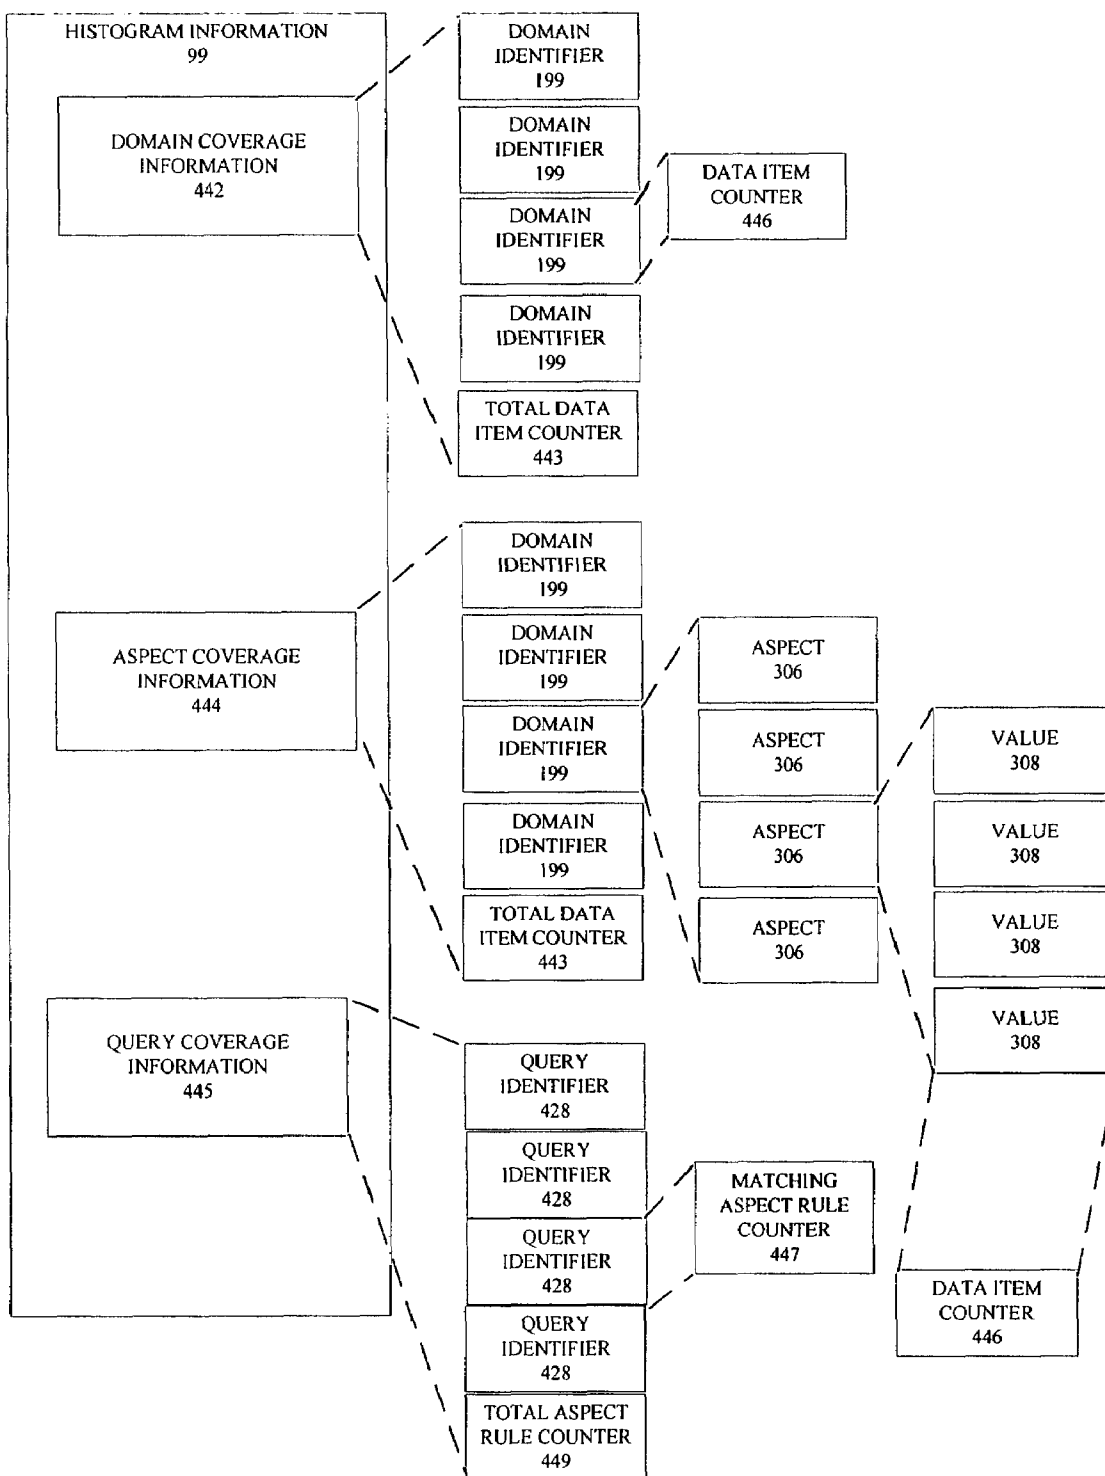 HISTOGRAM INFORMATION
99
DOMAIN COVERAGE
INFORMATION
442
DOMAIN
IDENTIFIER
199
DOMAIN
IDENTIFIER
199
DOMAIN
IDENTIFIER
199
DOMAIN
IDENTIFIER
199
TOTAL DATA
ITEM COUNTER
443
DATA ITEM
COUNTER
446
ASPECT COVERAGE
INFORMATION
444
DOMAIN
IDENTIFIER
199
DOMAIN
IDENTIFIER
199
DOMAIN
IDENTIFIER
199
DOMAIN
IDENTIFIER
199
TOTAL DATA
ITEM COUNTER
443
ASPECT
306
ASPECT
306
ASPECT
306
ASPECT
306
VALUE
308
VALUE
308
VALUE
308
VALUE
308
DATA ITEM
COUNTER
446
QUERY COVERAGE
INFORMATION
445
QUERY
IDENTIFIER
428
QUERY
IDENTIFIER
428
QUERY
IDENTIFIER
428
QUERY
IDENTIFIER
428
TOTAL ASPECT
RULE COUNTER
449
MATCHING
ASPECT RULE
COUNTER
447